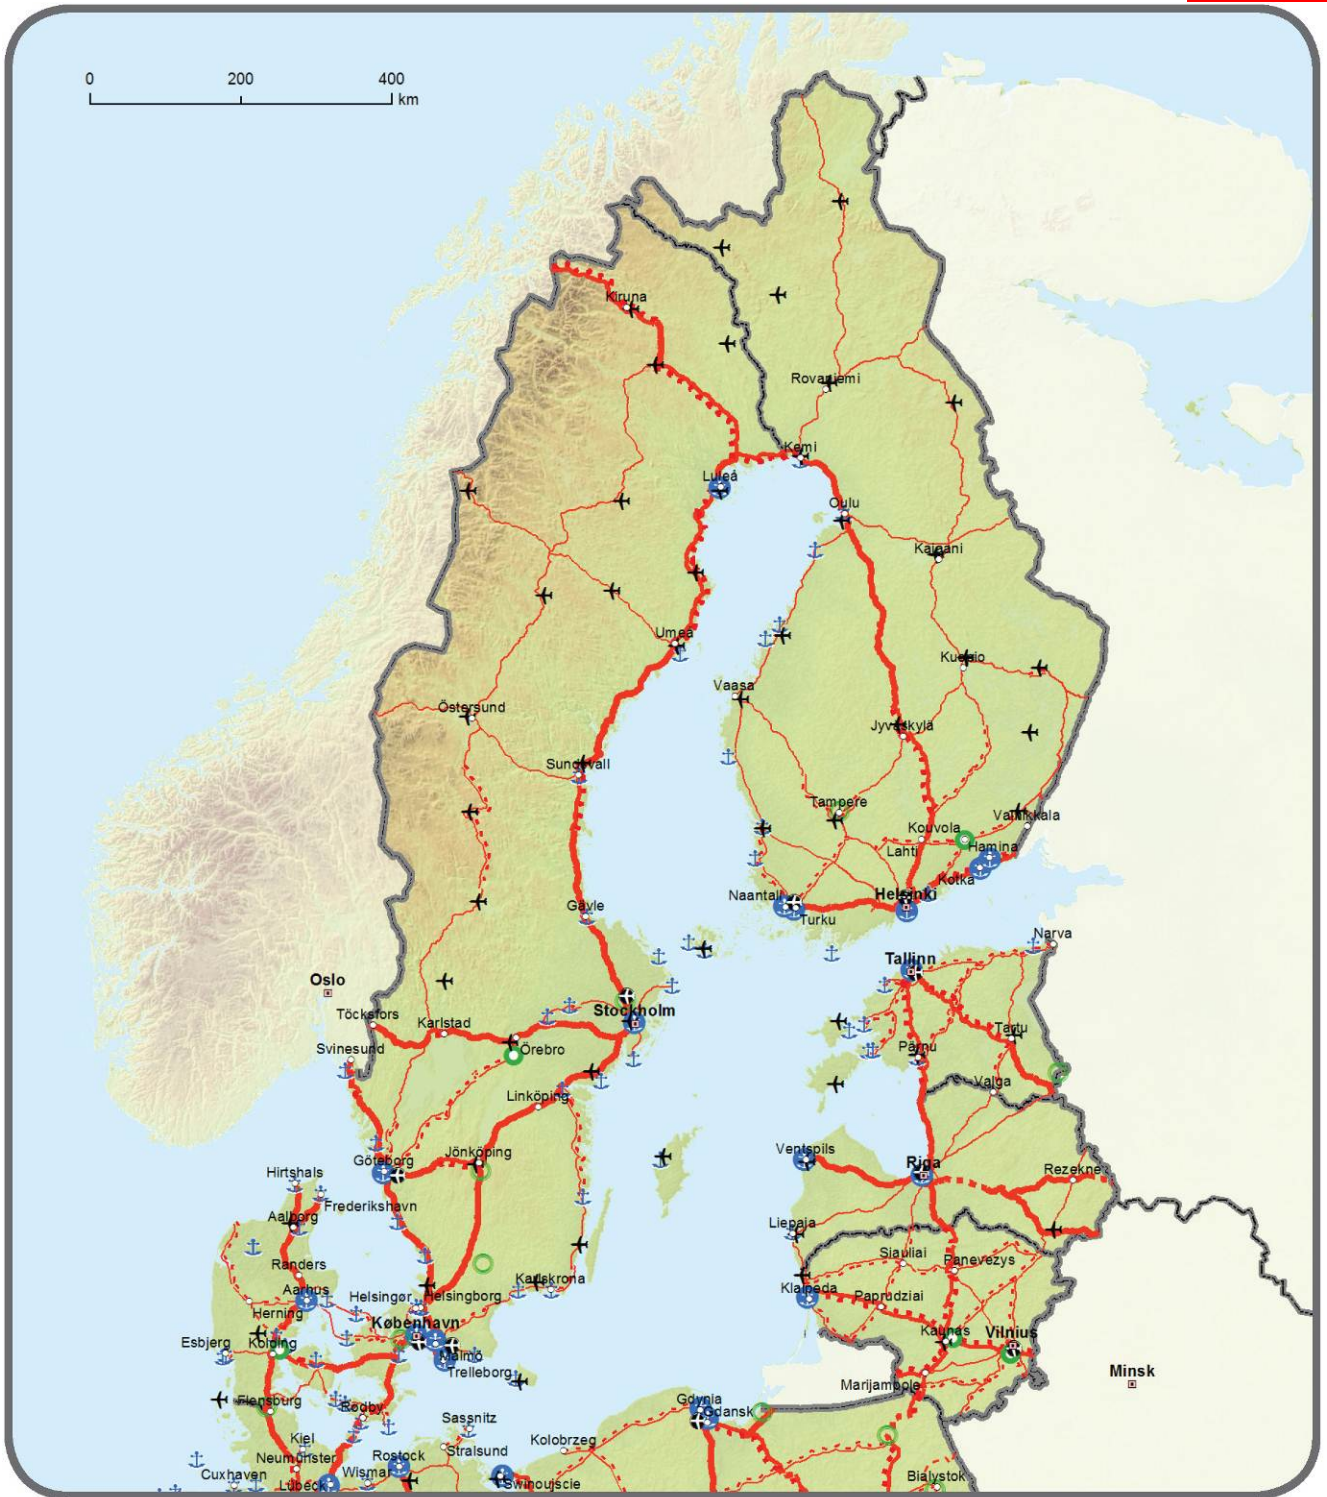 0 200 400
km
Kiruna
Rovaniemi
Kemi
Luleå
Oulu
Kajaani
Umeå
Kuopio
Vaasa
Östersund
Jyväskylä
Sundsvall
Tampere
Kouvola
Vainikkala
Lahti
Hamina
Kotka
Naantali
Helsinki
Turku
Gävle
Narva
Tallinn
Oslo
Töcksfors
Karlstad
Stockholm
Örebro
Svinesund
Tartu
Pärnu
Valga
Linköping
Jönköping
Göteborg
Ventspils
Riga
Rezekne
Hirtshals
Frederikshavn
Aalborg
Liepaja
Siauliai
Panevezys
Randers
Aarhus
Karlskrona
Helsingør
Helsingborg
Klaipeda
Paprudziai
Herning
København
Kaunas
Vilnius
Esbjerg
Kolding
Malmö
Trelleborg
Minsk
Marijampole
Flensburg
Rødby
Gdynia
Gdansk
Sassnitz
Kiel
Stralsund
Kolobrzeg
Neumünster
Rostock
Wismar
Cuxhaven
Lübeck
Swinoujscie
Bialystok